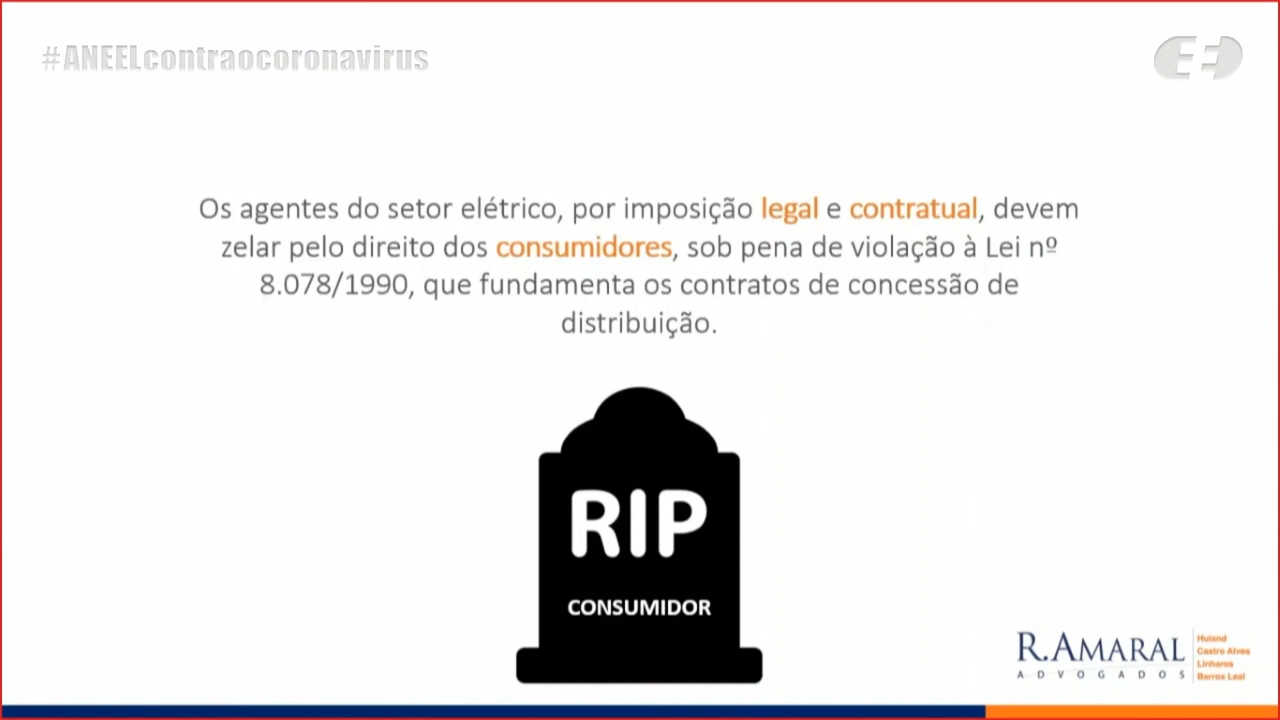 #ANEELcontraocoronavirus
Os agentes do setor elétrico, por imposição legal e contratual, devem
zelar pelo direito dos consumidores, sob pena de violação à Lei nº
8.078/1990, que fundamenta os contratos de concessão de
distribuição.
RIP
CONSUMIDOR
R.AMARAL
ADVOGADOS
Huland
Castro Alves
Linhares
Barros Leal